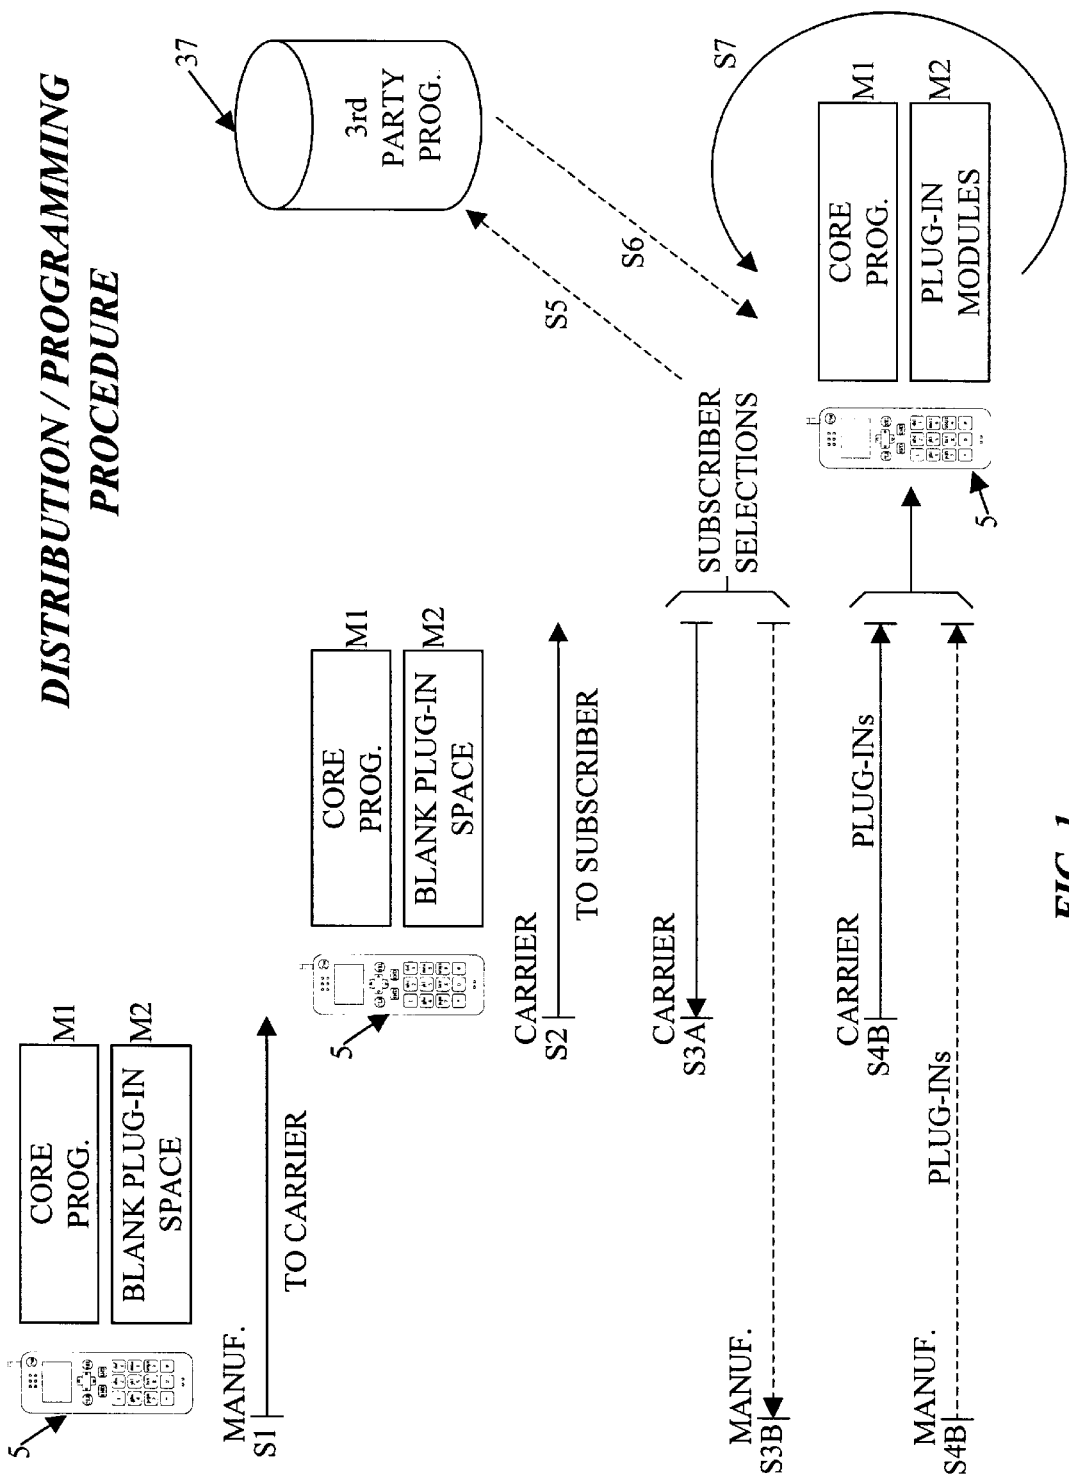 DISTRIBUTION / PROGRAMMING
PROCEDURE
5
CORE
PROG.
M1
BLANK PLUG-IN
SPACE
M2
MANUF.
S1
TO CARRIER
5
CORE
PROG.
M1
BLANK PLUG-IN
SPACE
M2
CARRIER
S2
TO SUBSCRIBER
37
3rd
PARTY
PROG.
S5
S6
S7
CARRIER
S3A
MANUF.
S3B
SUBSCRIBER
SELECTIONS
CARRIER
S4B
PLUG-INs
MANUF.
S4B
PLUG-INs
5
CORE
PROG.
M1
PLUG-IN
MODULES
M2
FIG. 1